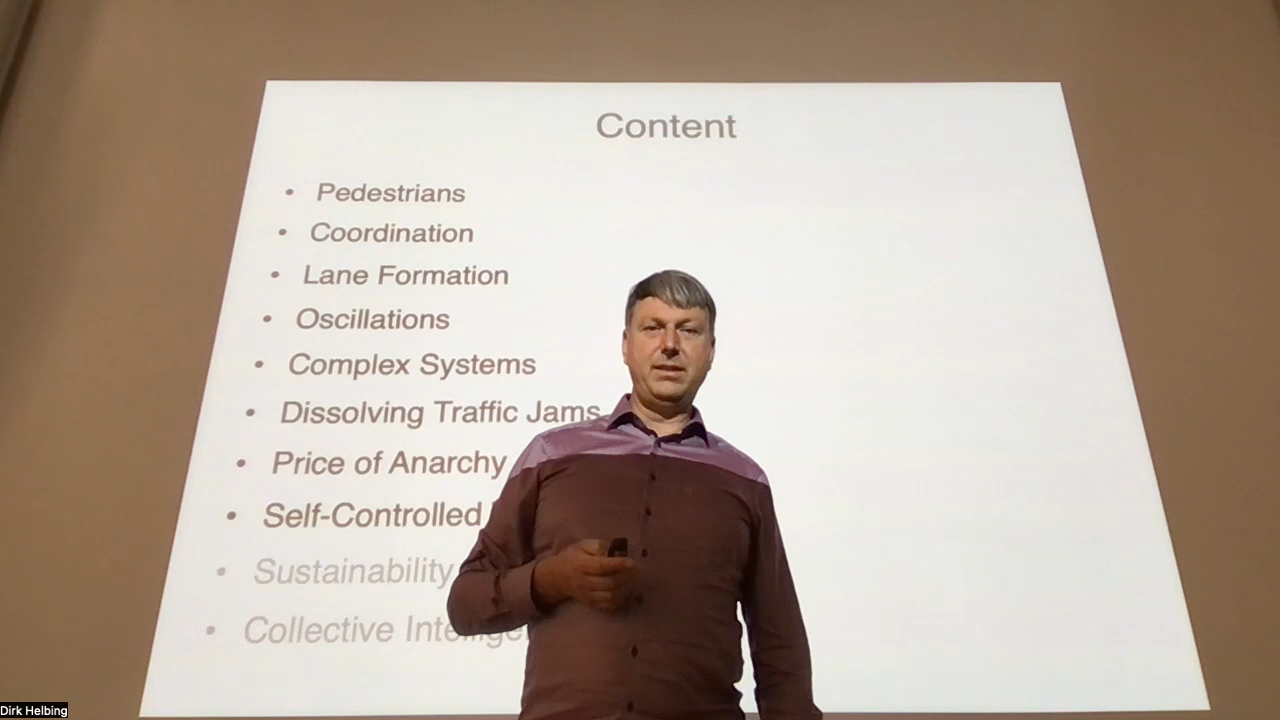 Content
• Pedestrians
• Coordination
• Lane Formation
• Oscillations
• Complex Systems
• Dissolving Traffic Jams
• Price of Anarchy
• Self-Controlled
• Sustainability
• Collective
Dirk Helbing